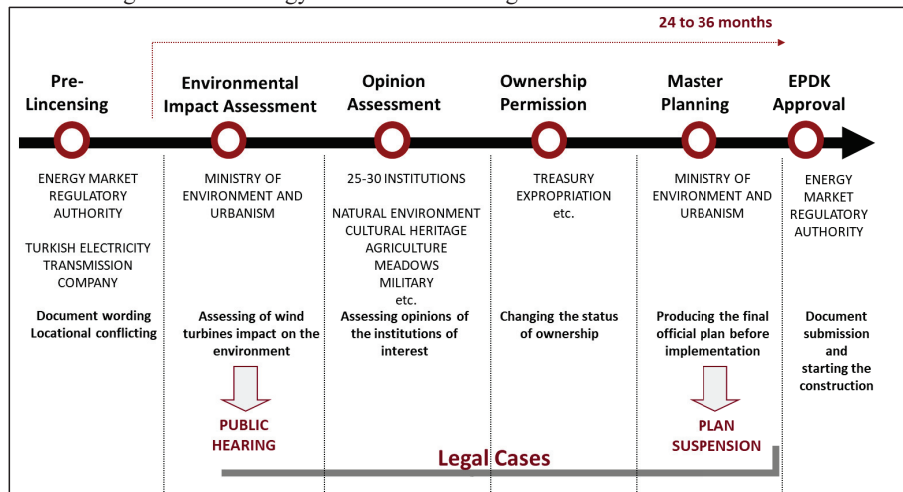 24 to 36 months
Pre-
Lincensing
Environmental
Impact Assessment
Opinion
Assessment
Ownership
Permission
Master
Planning
EPDK
Approval
ENERGY MARKET
REGULATORY
AUTHORITY
TURKISH ELECTRICITY
TRANSMISSION
COMPANY
MINISTRY OF
ENVIRONMENT AND
URBANISM
25-30 INSTITUTIONS
NATURAL ENVIRONMENT
CULTURAL HERITAGE
AGRICULTURE
MEADOWS
MILITARY
etc.
TREASURY
EXPROPRIATION
etc.
MINISTRY OF
ENVIRONMENT AND
URBANISM
ENERGY
MARKET
REGULATORY
AUTHORITY
Document wording
Locational conflicting
Assessing of wind
turbines impact on the
environment
Assessing opinions of
the institutions of
interest
Changing the status
of ownership
Producing the final
official plan before
implementation
Document
submission
and
starting the
construction
PUBLIC
HEARING
PLAN
SUSPENSION
Legal Cases